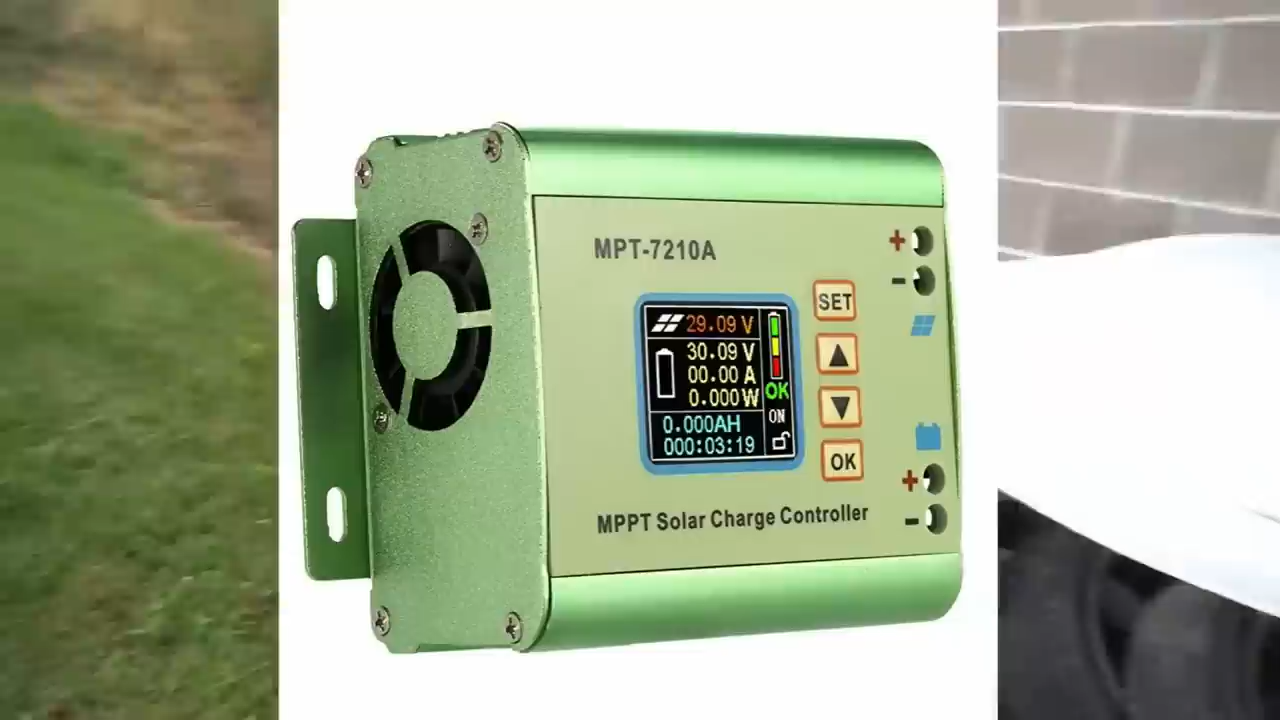 MPT-7210A
+
-
SET
29.09 V
30.09 V
00.00 A
0.000W
OK
ON
0.000AH
000:03:19
▲
▼
OK
+
-
MPPT Solar Charge Controller